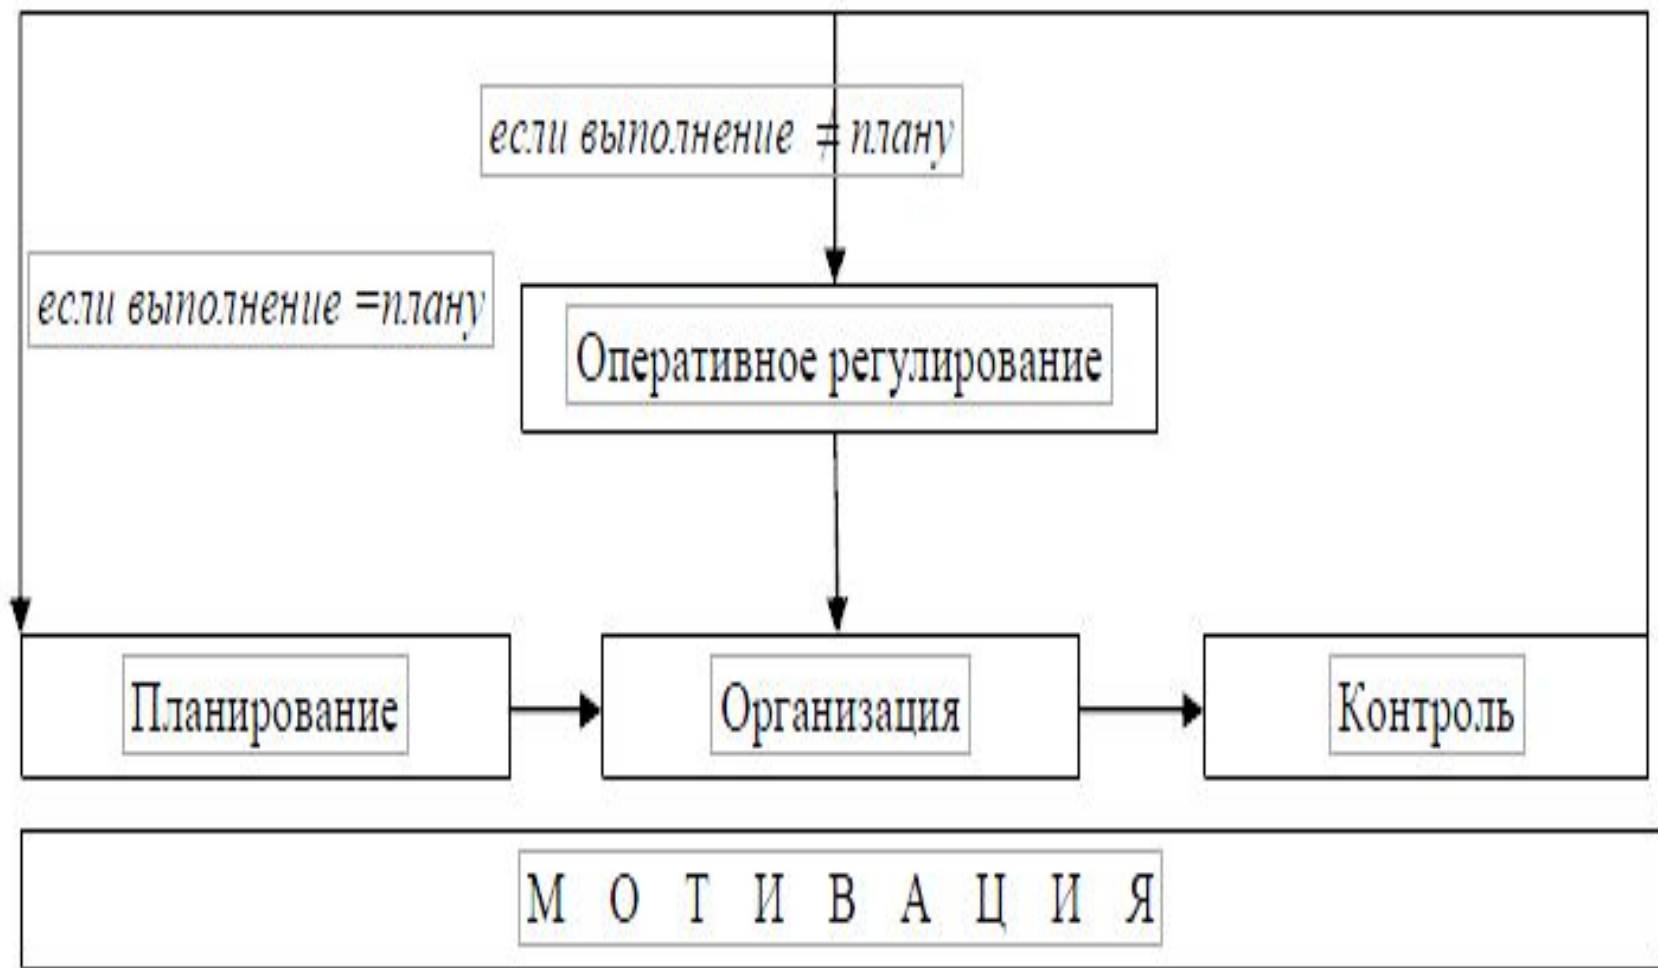 если выполнение ≠ плану
если выполнение =плану
Оперативное регулирование
Планирование
Организация
Контроль
М О Т И В А Ц И Я